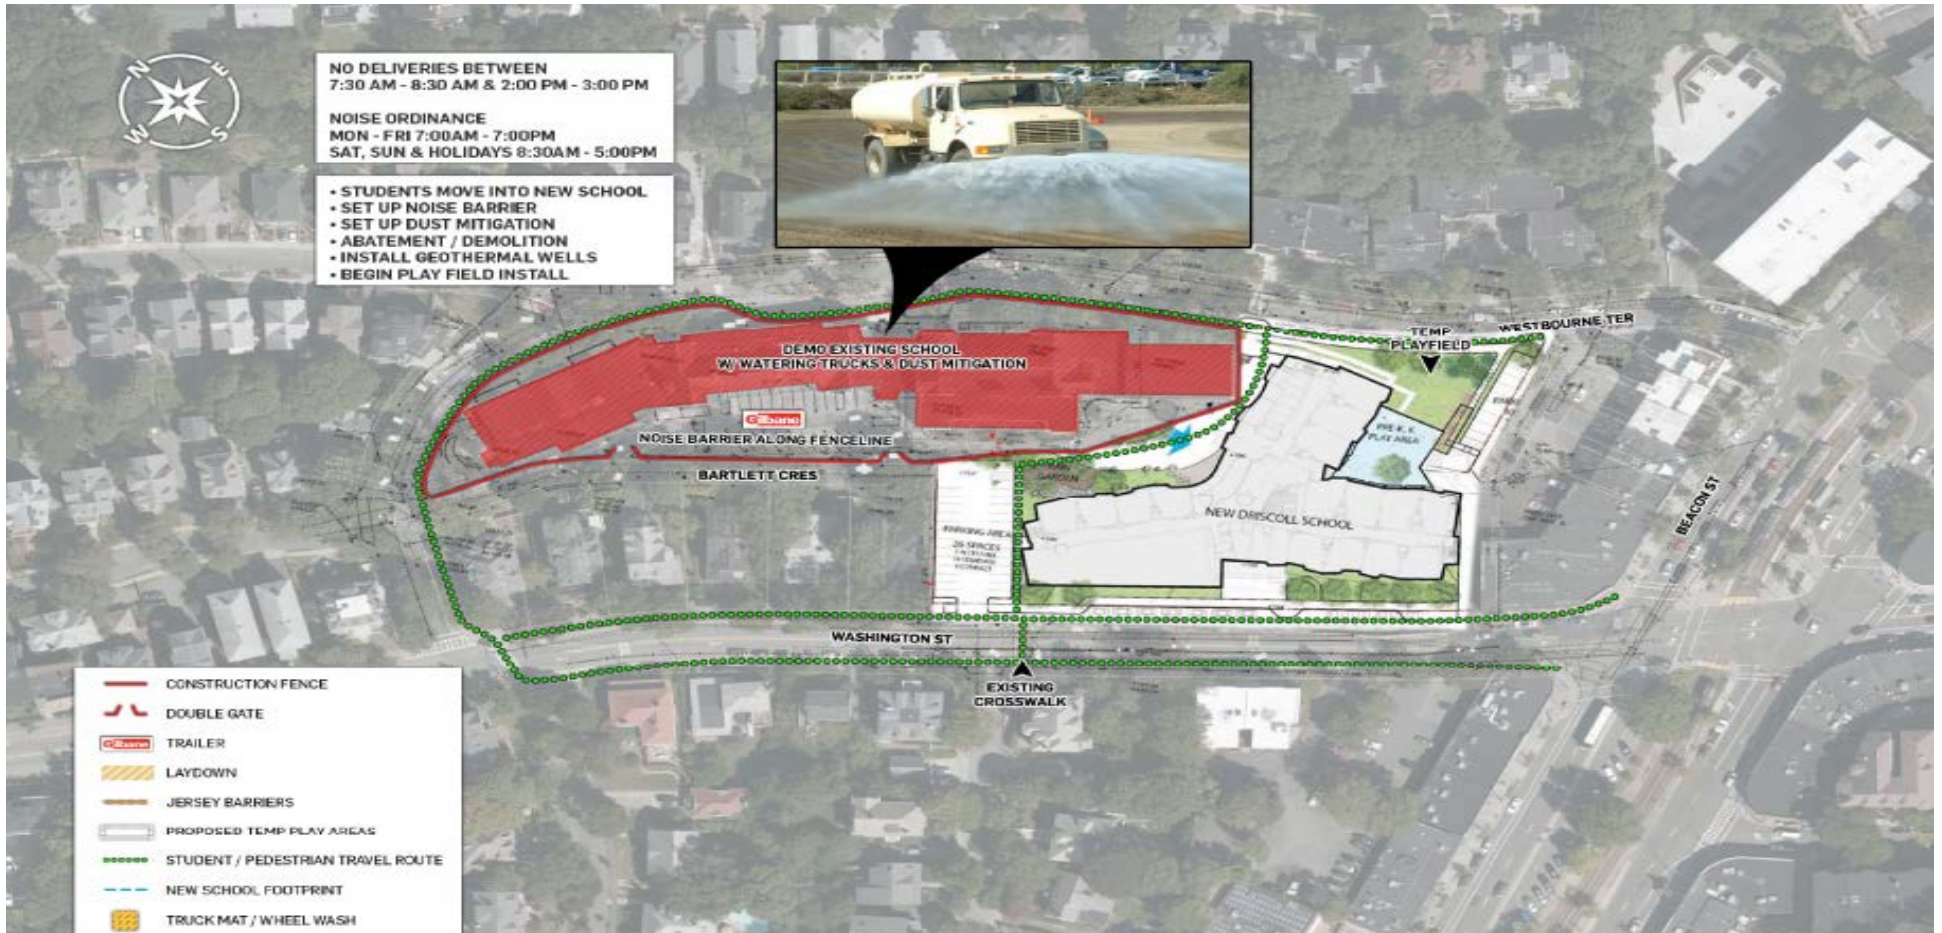 N
E
W
S
NO DELIVERIES BETWEEN
7:30 AM - 8:30 AM & 2:00 PM - 3:00 PM
NOISE ORDINANCE
MON - FRI 7:00AM - 7:00PM
SAT, SUN & HOLIDAYS 8:30AM - 5:00PM
• STUDENTS MOVE INTO NEW SCHOOL
• SET UP NOISE BARRIER
• SET UP DUST MITIGATION
• ABATEMENT / DEMOLITION
• INSTALL GEOTHERMAL WELLS
• BEGIN PLAY FIELD INSTALL
DEMO EXISTING SCHOOL
W/ WATERING TRUCKS & DUST MITIGATION
Gilbane
NOISE BARRIER ALONG FENCELINE
BARTLETT CRES
TEMP
PLAYFIELD
WESTBOURNE TER
PRE-K, K
PLAY AREA
GARDEN
NEW DRISCOLL SCHOOL
BEACON ST
PARKING AREA
26 SPACES
WASHINGTON ST
EXISTING
CROSSWALK
CONSTRUCTION FENCE
DOUBLE GATE
Gilbane TRAILER
LAYDOWN
JERSEY BARRIERS
PROPOSED TEMP PLAY AREAS
STUDENT / PEDESTRIAN TRAVEL ROUTE
NEW SCHOOL FOOTPRINT
TRUCK MAT / WHEEL WASH